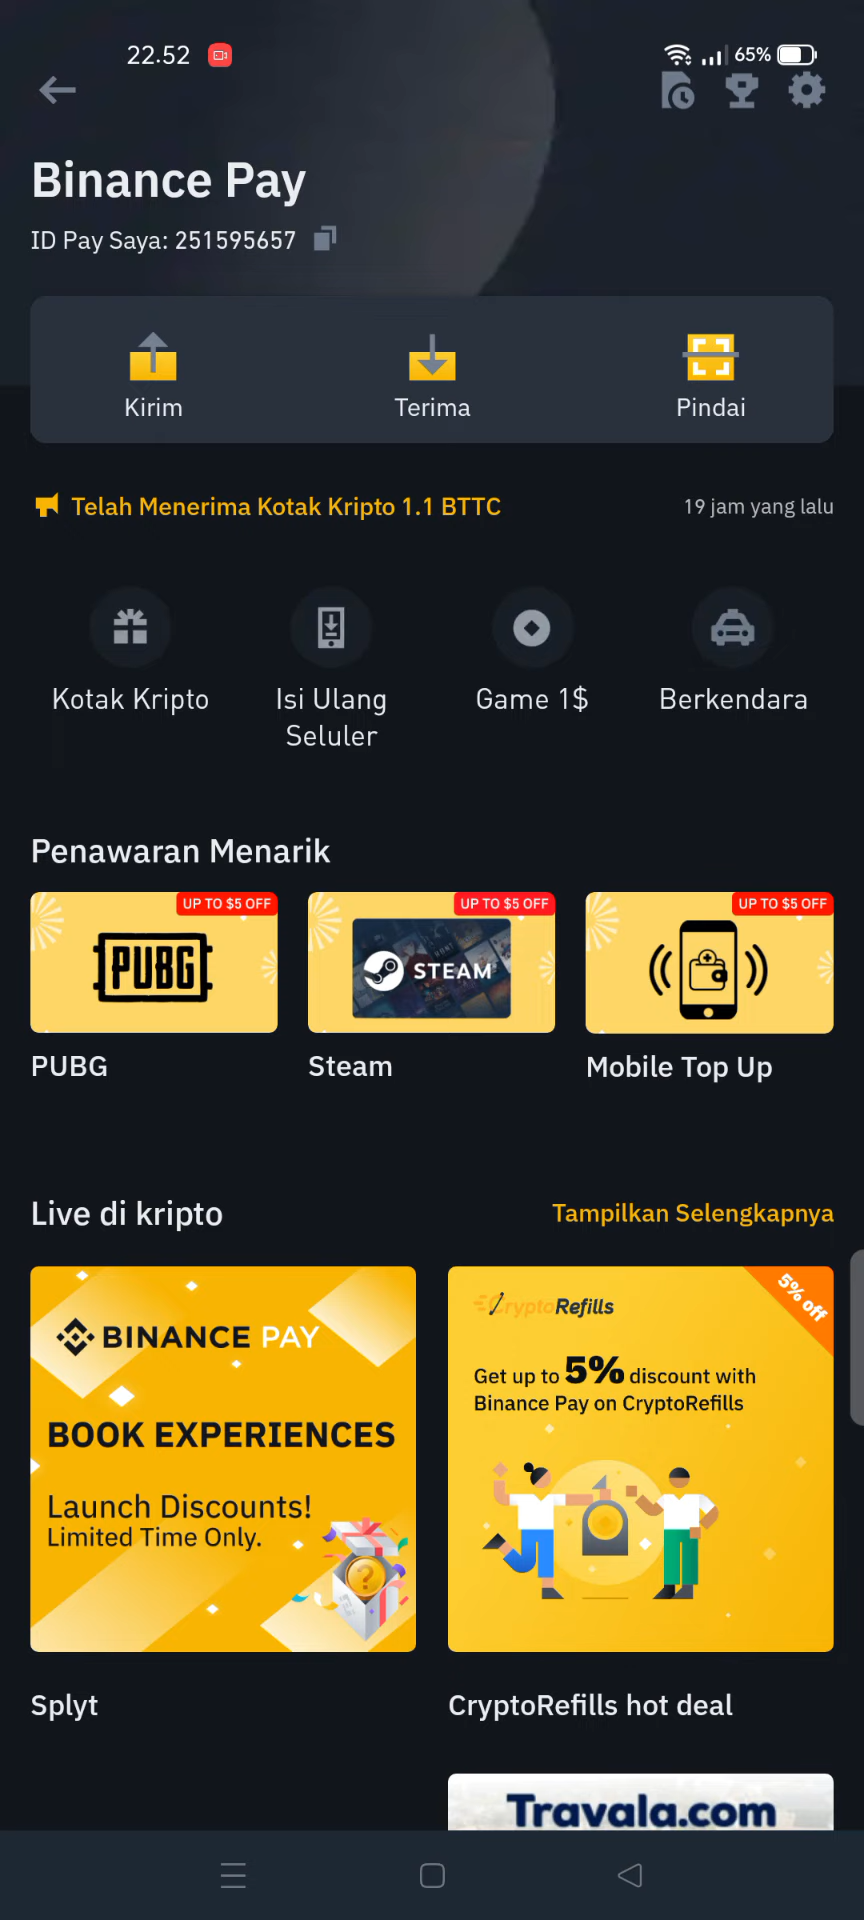 22.52
65%
Binance Pay
ID Pay Saya: 251595657
Kirim
Terima
Pindai
Telah Menerima Kotak Kripto 1.1 BTTC
19 jam yang lalu
Kotak Kripto
Isi Ulang
Seluler
Game 1$
Berkendara
Penawaran Menarik
UP TO $5 OFF
UP TO $5 OFF
UP TO $5 OFF
PUBG
STEAM
PUBG
Steam
Mobile Top Up
Live di kripto
Tampilkan Selengkapnya
BINANCE PAY
BOOK EXPERIENCES
Launch Discounts!
Limited Time Only.
5% off
CryptoRefills
Get up to 5% discount with
Binance Pay on CryptoRefills
Splyt
CryptoRefills hot deal
Travala.com